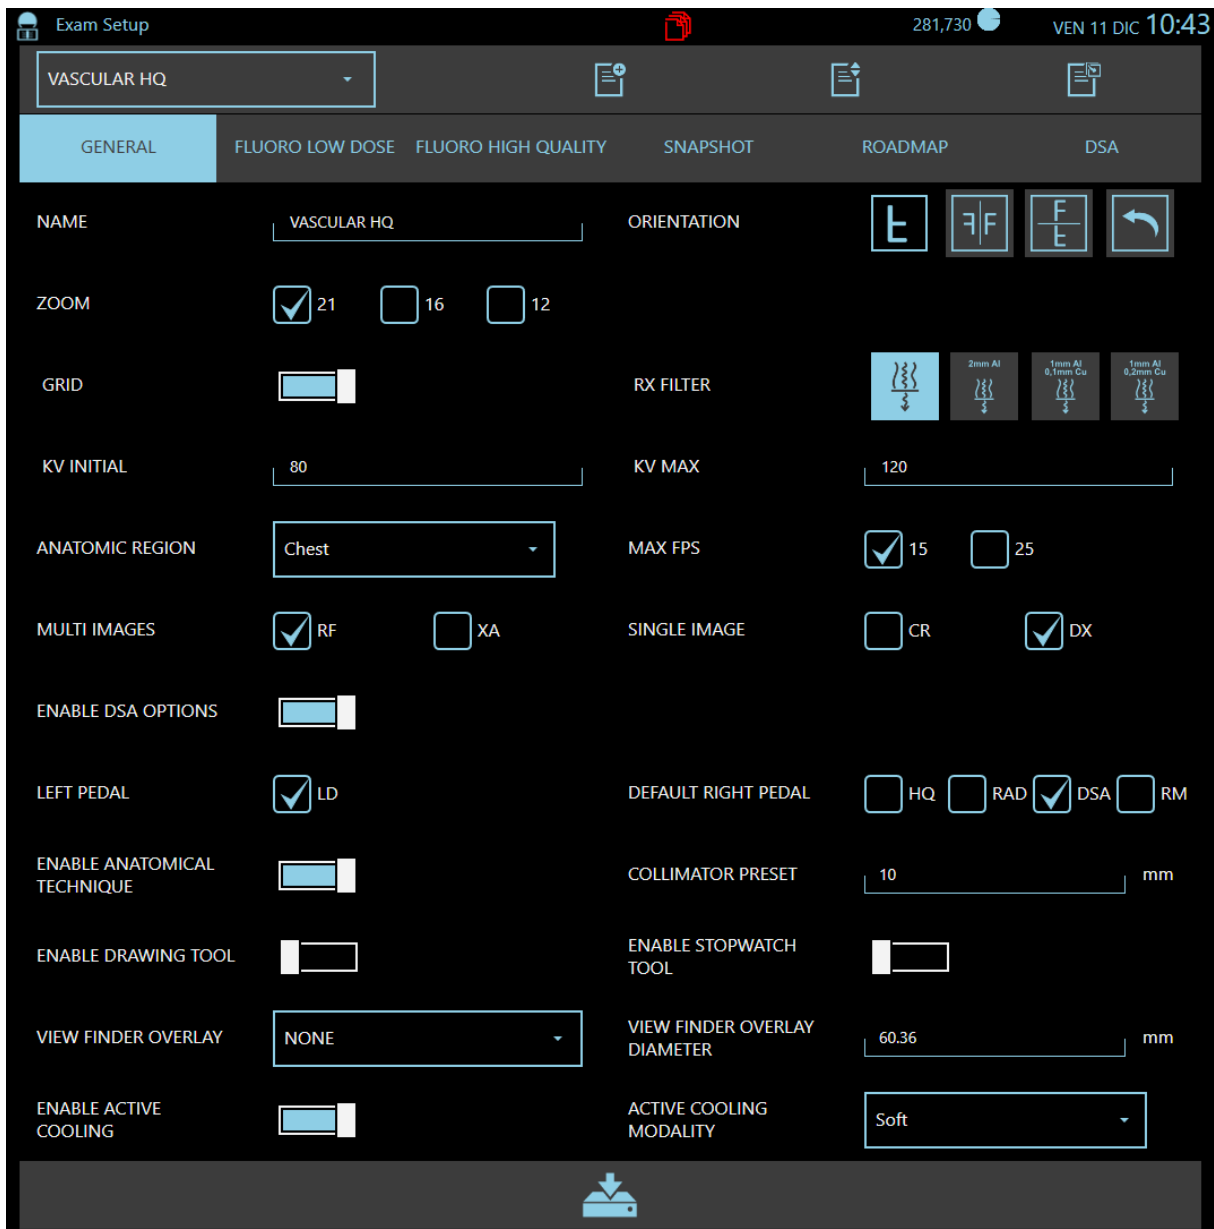 Exam Setup
281,730
VEN 11 DIC 10:43
VASCULAR HQ
GENERAL FLUORO LOW DOSE FLUORO HIGH QUALITY SNAPSHOT ROADMAP DSA
NAME VASCULAR HQ ORIENTATION
ZOOM 21 16 12
GRID RX FILTER
2mm Al
1mm Al
0,1mm Cu
1mm Al
0,2mm Cu
KV INITIAL 80 KV MAX 120
ANATOMIC REGION Chest MAX FPS 15 25
MULTI IMAGES RF XA SINGLE IMAGE CR DX
ENABLE DSA OPTIONS
LEFT PEDAL LD DEFAULT RIGHT PEDAL HQ RAD DSA RM
ENABLE ANATOMICAL
TECHNIQUE
COLLIMATOR PRESET 10 mm
ENABLE DRAWING TOOL
ENABLE STOPWATCH
TOOL
VIEW FINDER OVERLAY NONE
VIEW FINDER OVERLAY
DIAMETER
60.36 mm
ENABLE ACTIVE
COOLING
ACTIVE COOLING
MODALITY
Soft